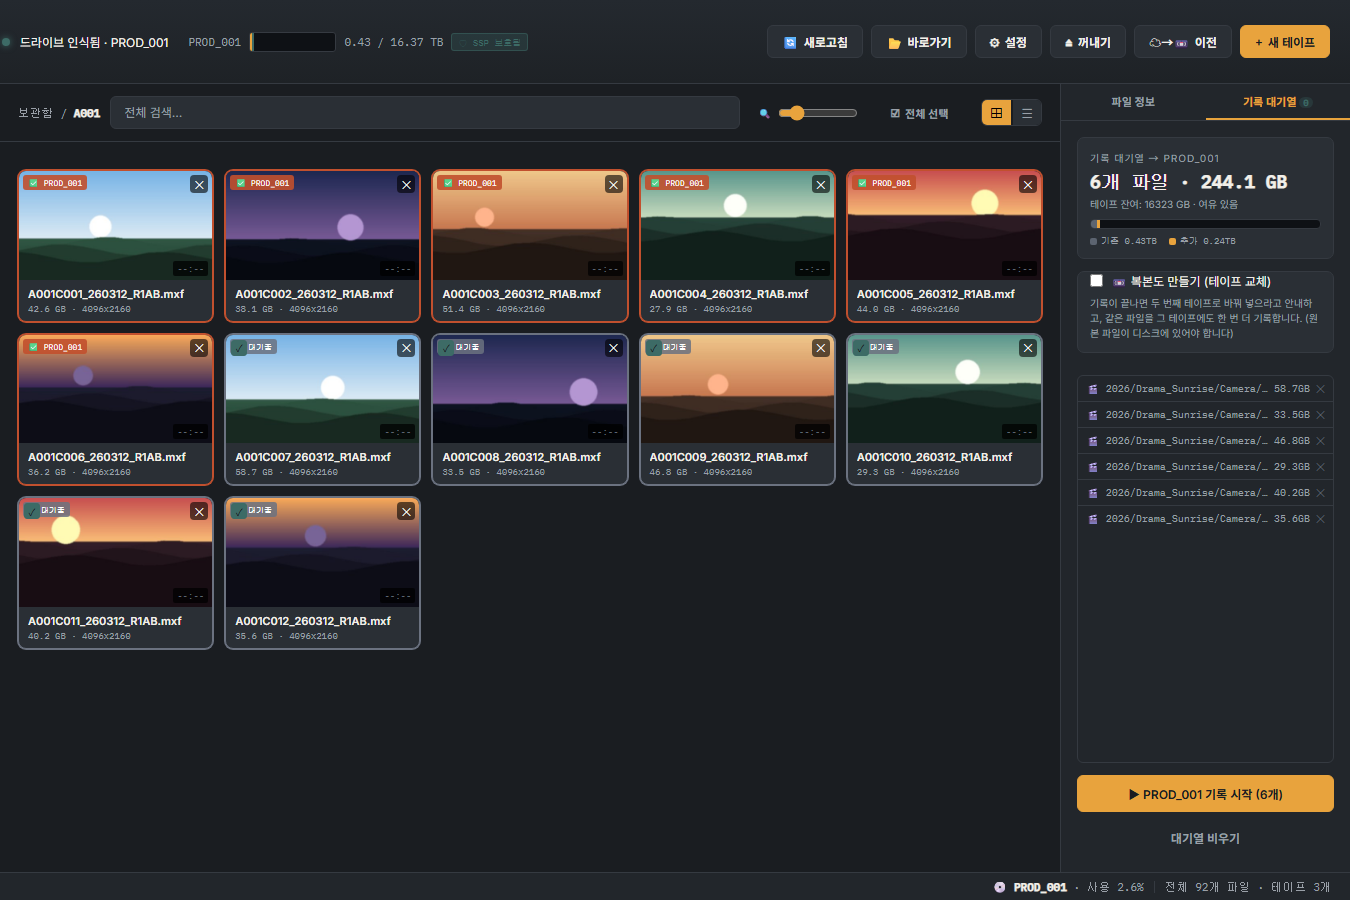 드라이브 인식됨 · PROD_001
PROD_001
0.43 / 16.37 TB
SSP 보호됨
새로고침
바로가기
설정
꺼내기
이전
+ 새 테이프
보관함 / A001
전체 검색...
전체 선택
파일 정보
기록 대기열 6
PROD_001
PROD_001
PROD_001
PROD_001
PROD_001
--:--
--:--
--:--
--:--
--:--
A001C001_260312_R1AB.mxf
42.6 GB · 4096x2160
A001C002_260312_R1AB.mxf
38.1 GB · 4096x2160
A001C003_260312_R1AB.mxf
51.4 GB · 4096x2160
A001C004_260312_R1AB.mxf
27.9 GB · 4096x2160
A001C005_260312_R1AB.mxf
44.0 GB · 4096x2160
PROD_001
대기중
대기중
대기중
대기중
--:--
--:--
--:--
--:--
--:--
A001C006_260312_R1AB.mxf
36.2 GB · 4096x2160
A001C007_260312_R1AB.mxf
58.7 GB · 4096x2160
A001C008_260312_R1AB.mxf
33.5 GB · 4096x2160
A001C009_260312_R1AB.mxf
46.8 GB · 4096x2160
A001C010_260312_R1AB.mxf
29.3 GB · 4096x2160
대기중
대기중
--:--
--:--
A001C011_260312_R1AB.mxf
40.2 GB · 4096x2160
A001C012_260312_R1AB.mxf
35.6 GB · 4096x2160
기록 대기열 → PROD_001
6개 파일 · 244.1 GB
테이프 잔여: 16323 GB · 여유 있음
기존 0.43TB
추가 0.24TB
복본도 만들기 (테이프 교체)
기록이 끝나면 두 번째 테이프로 바꿔 넣으라고 안내하
고, 같은 파일을 그 테이프에도 한 번 더 기록합니다. (원
본 파일이 디스크에 있어야 합니다)
2026/Drama_Sunrise/Camera/… 58.7GB
2026/Drama_Sunrise/Camera/… 33.5GB
2026/Drama_Sunrise/Camera/… 46.8GB
2026/Drama_Sunrise/Camera/… 29.3GB
2026/Drama_Sunrise/Camera/… 40.2GB
2026/Drama_Sunrise/Camera/… 35.6GB
▶ PROD_001 기록 시작 (6개)
대기열 비우기
PROD_001 · 사용 2.6%
전체 92개 파일 · 테이프 3개